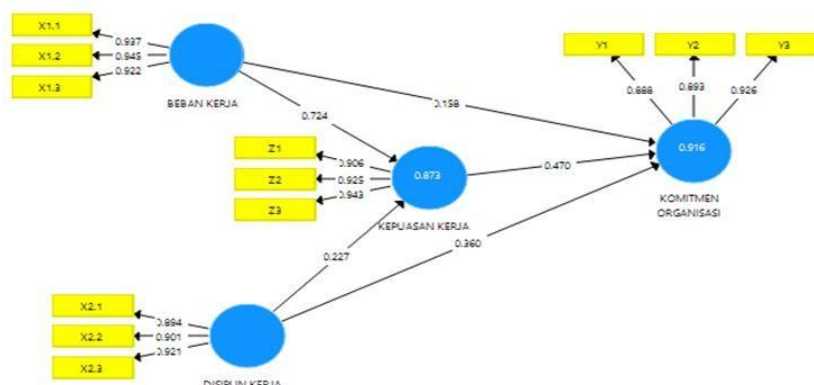 X1.1
0.937
X1.2
0.945
X1.3
0.922
BEBAN KERJA
Y1
Y2
Y3
0.888
0.893
0.926
0.158
0.724
Z1
0.906
Z2
0.925
Z3
0.943
0.873
KEPUASAN KERJA
0.470
0.916
KOMITMEN
ORGANISASI
0.227
0.360
X2.1
0.894
X2.2
0.901
X2.3
0.921
DISIPLIN KERJA